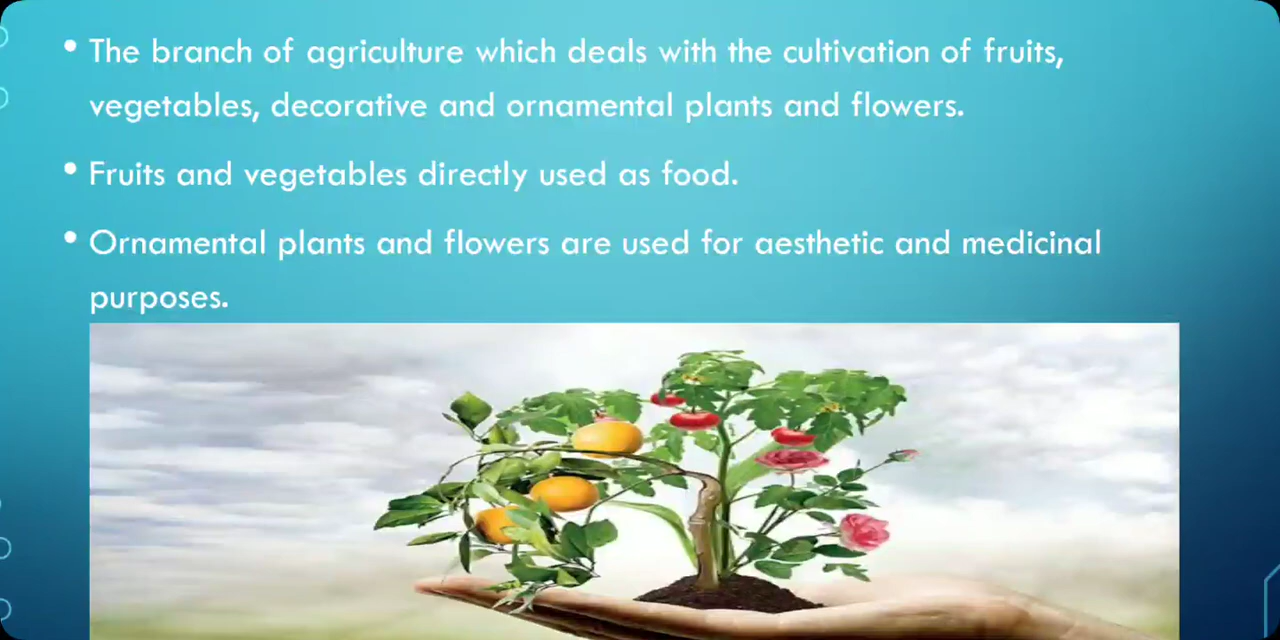 • The branch of agriculture which deals with the cultivation of fruits,
vegetables, decorative and ornamental plants and flowers.
• Fruits and vegetables directly used as food.
• Ornamental plants and flowers are used for aesthetic and medicinal
purposes.